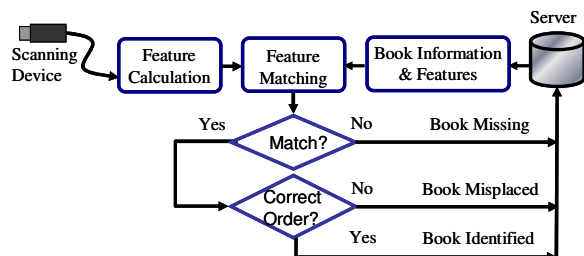 Server
Scanning
Device
Feature
Calculation
Feature
Matching
Book Information
& Features
Yes
No
Book Missing
Match?
No
Book Misplaced
Correct
Order?
Yes
Book Identified